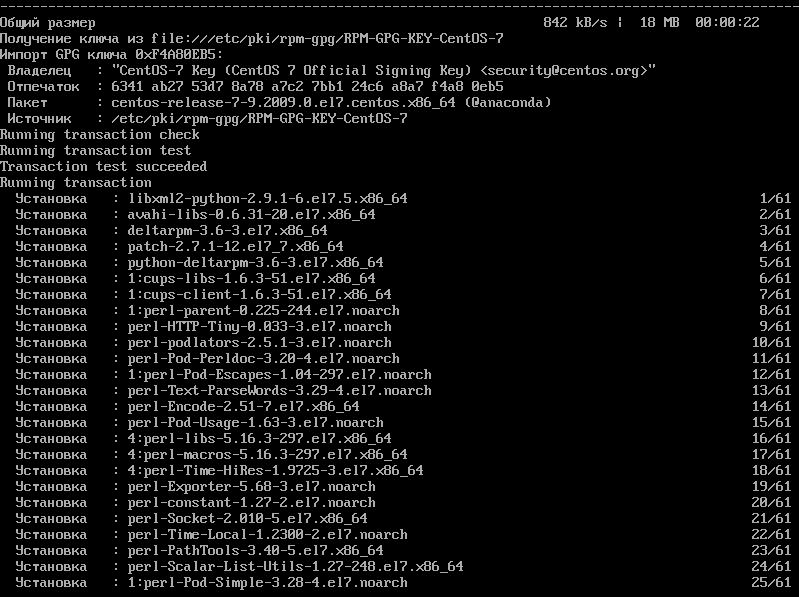 --------------------------------------------------------------------------------
Общий размер 842 kB/s | 18 MB 00:00:22
Получение ключа из file:///etc/pki/rpm-gpg/RPM-GPG-KEY-CentOS-7
Импорт GPG ключа 0xF4A80EB5:
Владелец : "CentOS-7 Key (CentOS 7 Official Signing Key) <security@centos.org>"
Отпечаток : 6341 ab27 53d7 8a78 a7c2 7bb1 24c6 a8a7 f4a8 0eb5
Пакет : centos-release-7-9.2009.0.el7.centos.x86_64 (@anaconda)
Источник : /etc/pki/rpm-gpg/RPM-GPG-KEY-CentOS-7
Running transaction check
Running transaction test
Transaction test succeeded
Running transaction
Установка : libxml2-python-2.9.1-6.el7.5.x86_64 1/61
Установка : avahi-libs-0.6.31-20.el7.x86_64 2/61
Установка : deltarpm-3.6-3.el7.x86_64 3/61
Установка : patch-2.7.1-12.el7_7.x86_64 4/61
Установка : python-deltarpm-3.6-3.el7.x86_64 5/61
Установка : 1:cups-libs-1.6.3-51.el7.x86_64 6/61
Установка : 1:cups-client-1.6.3-51.el7.x86_64 7/61
Установка : 1:perl-parent-0.225-244.el7.noarch 8/61
Установка : perl-HTTP-Tiny-0.033-3.el7.noarch 9/61
Установка : perl-podlators-2.5.1-3.el7.noarch 10/61
Установка : perl-Pod-Perldoc-3.20-4.el7.noarch 11/61
Установка : 1:perl-Pod-Escapes-1.04-297.el7.noarch 12/61
Установка : perl-Text-ParseWords-3.29-4.el7.noarch 13/61
Установка : perl-Encode-2.51-7.el7.x86_64 14/61
Установка : perl-Pod-Usage-1.63-3.el7.noarch 15/61
Установка : 4:perl-libs-5.16.3-297.el7.x86_64 16/61
Установка : 4:perl-macros-5.16.3-297.el7.x86_64 17/61
Установка : 4:perl-Time-HiRes-1.9725-3.el7.x86_64 18/61
Установка : perl-Exporter-5.68-3.el7.noarch 19/61
Установка : perl-constant-1.27-2.el7.noarch 20/61
Установка : perl-Socket-2.010-5.el7.x86_64 21/61
Установка : perl-Time-Local-1.2300-2.el7.noarch 22/61
Установка : perl-PathTools-3.40-5.el7.x86_64 23/61
Установка : perl-Scalar-List-Utils-1.27-248.el7.x86_64 24/61
Установка : 1:perl-Pod-Simple-3.28-4.el7.noarch 25/61